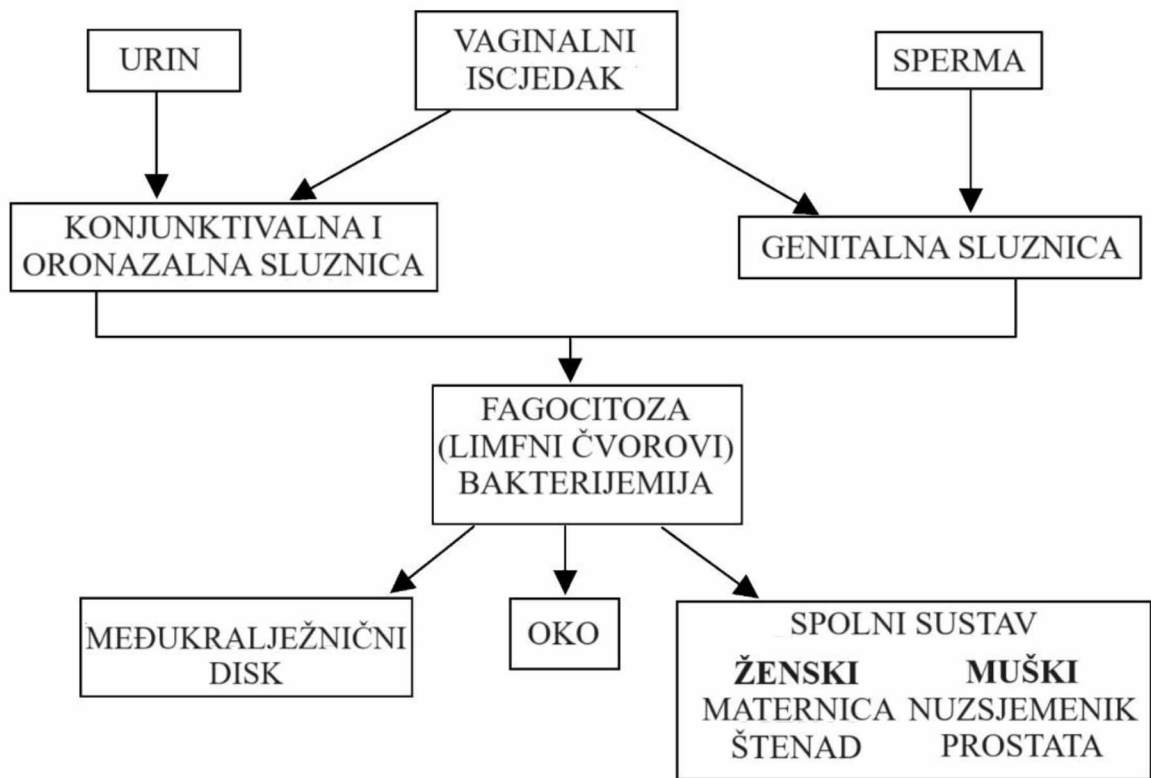 URIN
VAGINALNI
ISCJEDAK
SPERMA
KONJUNKTIVALNA I
ORONAZALNA SLUZNICA
GENITALNA SLUZNICA
FAGOCITOZA
(LIMFNI ČVOROVI)
BAKTERIJEMIJA
MEĐUKRALJEŽNIČNI
DISK
OKO
SPOLNI SUSTAV
ŽENSKI MUŠKI
MATERNICA NUZSJEMENIK
ŠTENAD PROSTATA